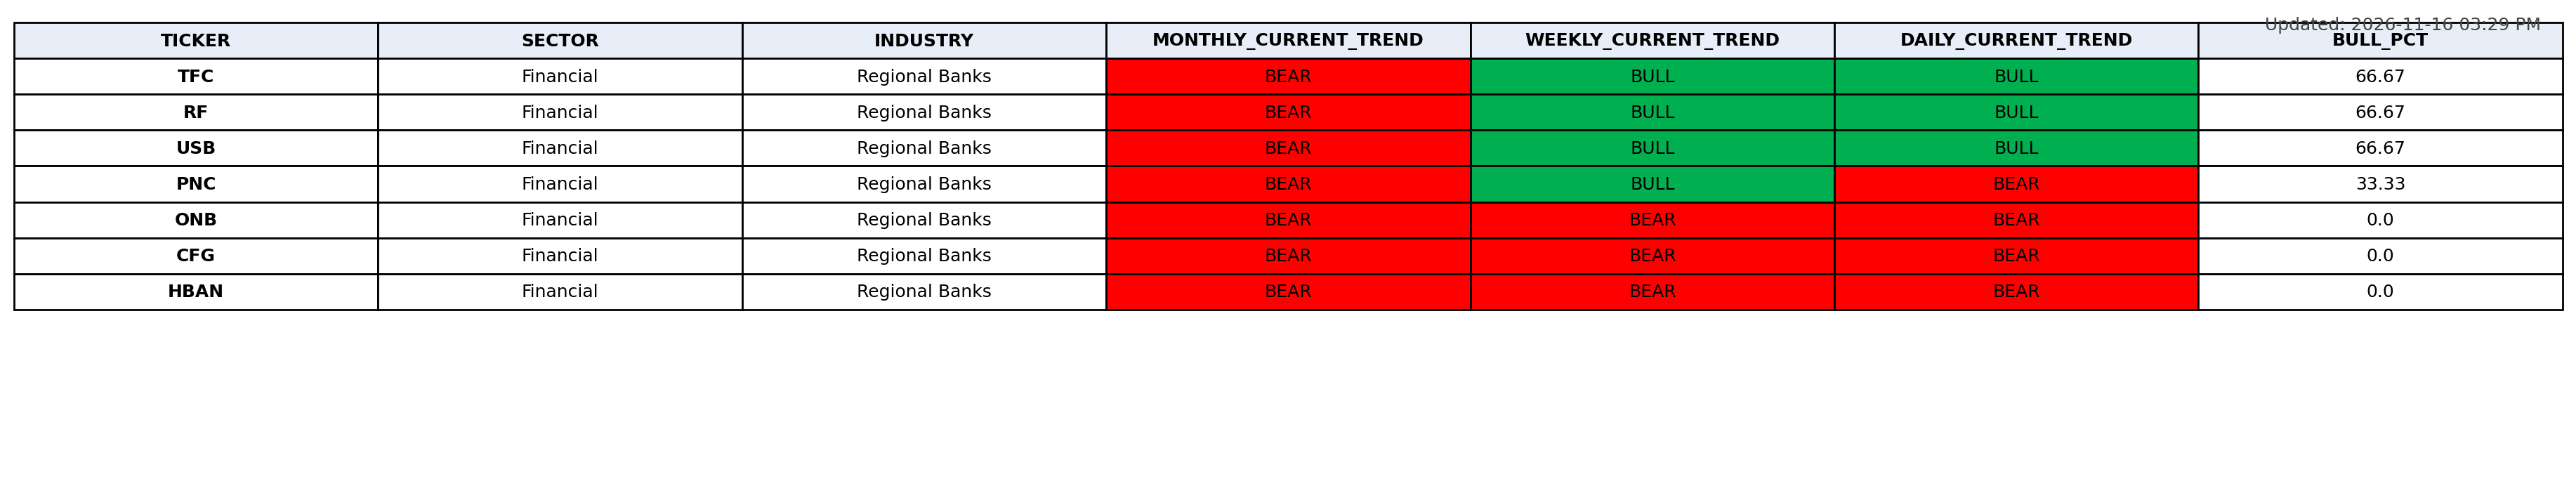 Updated: 2026-11-16 03:29 PM
TICKER SECTOR INDUSTRY MONTHLY_CURRENT_TREND WEEKLY_CURRENT_TREND DAILY_CURRENT_TREND BULL_PCT
TFC Financial Regional Banks BEAR BULL BULL 66.67
RF Financial Regional Banks BEAR BULL BULL 66.67
USB Financial Regional Banks BEAR BULL BULL 66.67
PNC Financial Regional Banks BEAR BULL BEAR 33.33
ONB Financial Regional Banks BEAR BEAR BEAR 0.0
CFG Financial Regional Banks BEAR BEAR BEAR 0.0
HBAN Financial Regional Banks BEAR BEAR BEAR 0.0